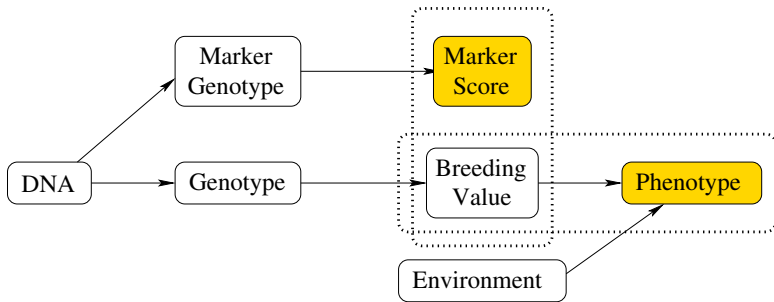 Marker
Genotype
Marker
Score
DNA
Genotype
Breeding
Value
Phenotype
Environment